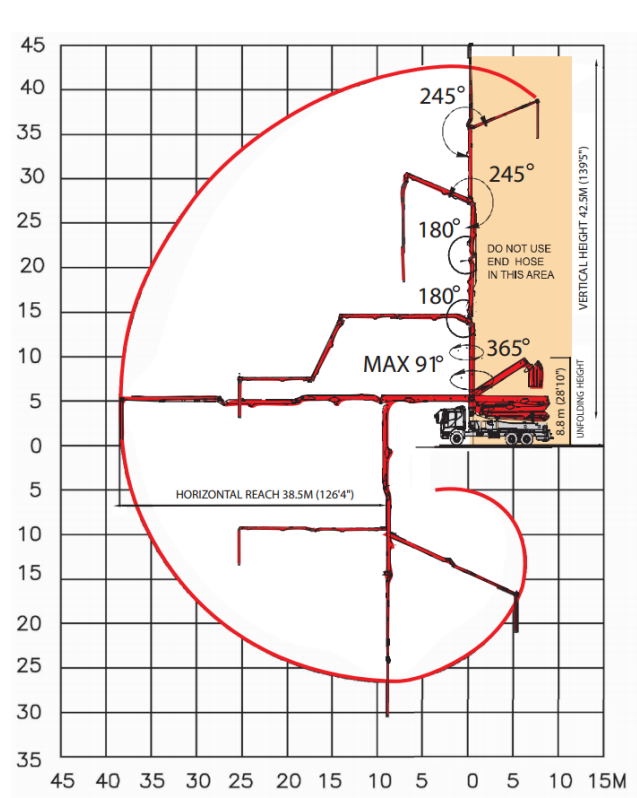 45
40
35
30
25
20
15
10
5
0
5
10
15
20
25
30
35
45 40 35 30 25 20 15 10 5 0 5 10 15M
245°
245°
180°
180°
365°
MAX 91°
DO NOT USE
END HOSE
IN THIS AREA
VERTICAL HEIGHT 42.5M (139'5")
8.8 m (28'10")
UNFOLDING HEIGHT
HORIZONTAL REACH 38.5M (126'4")